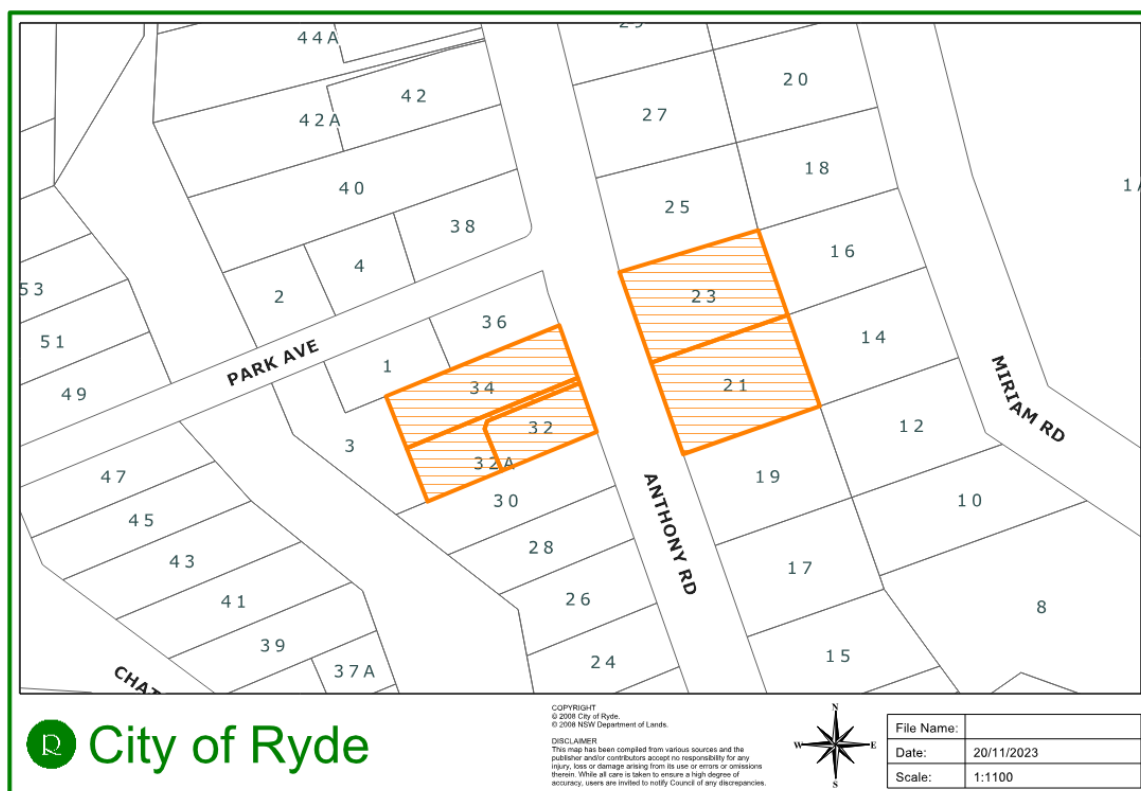 44A
42
20
42A
27
18
40
25
38
16
4
2
23
53
36
14
51
PARK AVE
1
34
21
MIRIAM RD
49
32
12
3
32A
19
47
30
10
ANTHONY RD
45
28
43
17
41
26
8
39
24
15
37A
City of Ryde
COPYRIGHT
© 2008 City of Ryde.
© 2008 NSW Department of Lands.
DISCLAIMER
This map has been compiled from various sources and the
publisher and/or contributors accept no responsibility for any
injury, loss or damage arising from its use or errors or omissions
therein. While all care is taken to ensure a high degree of
accuracy, users are invited to notify Council of any discrepancies.
N
W E
S
File Name:
Date: 20/11/2023
Scale: 1:1100